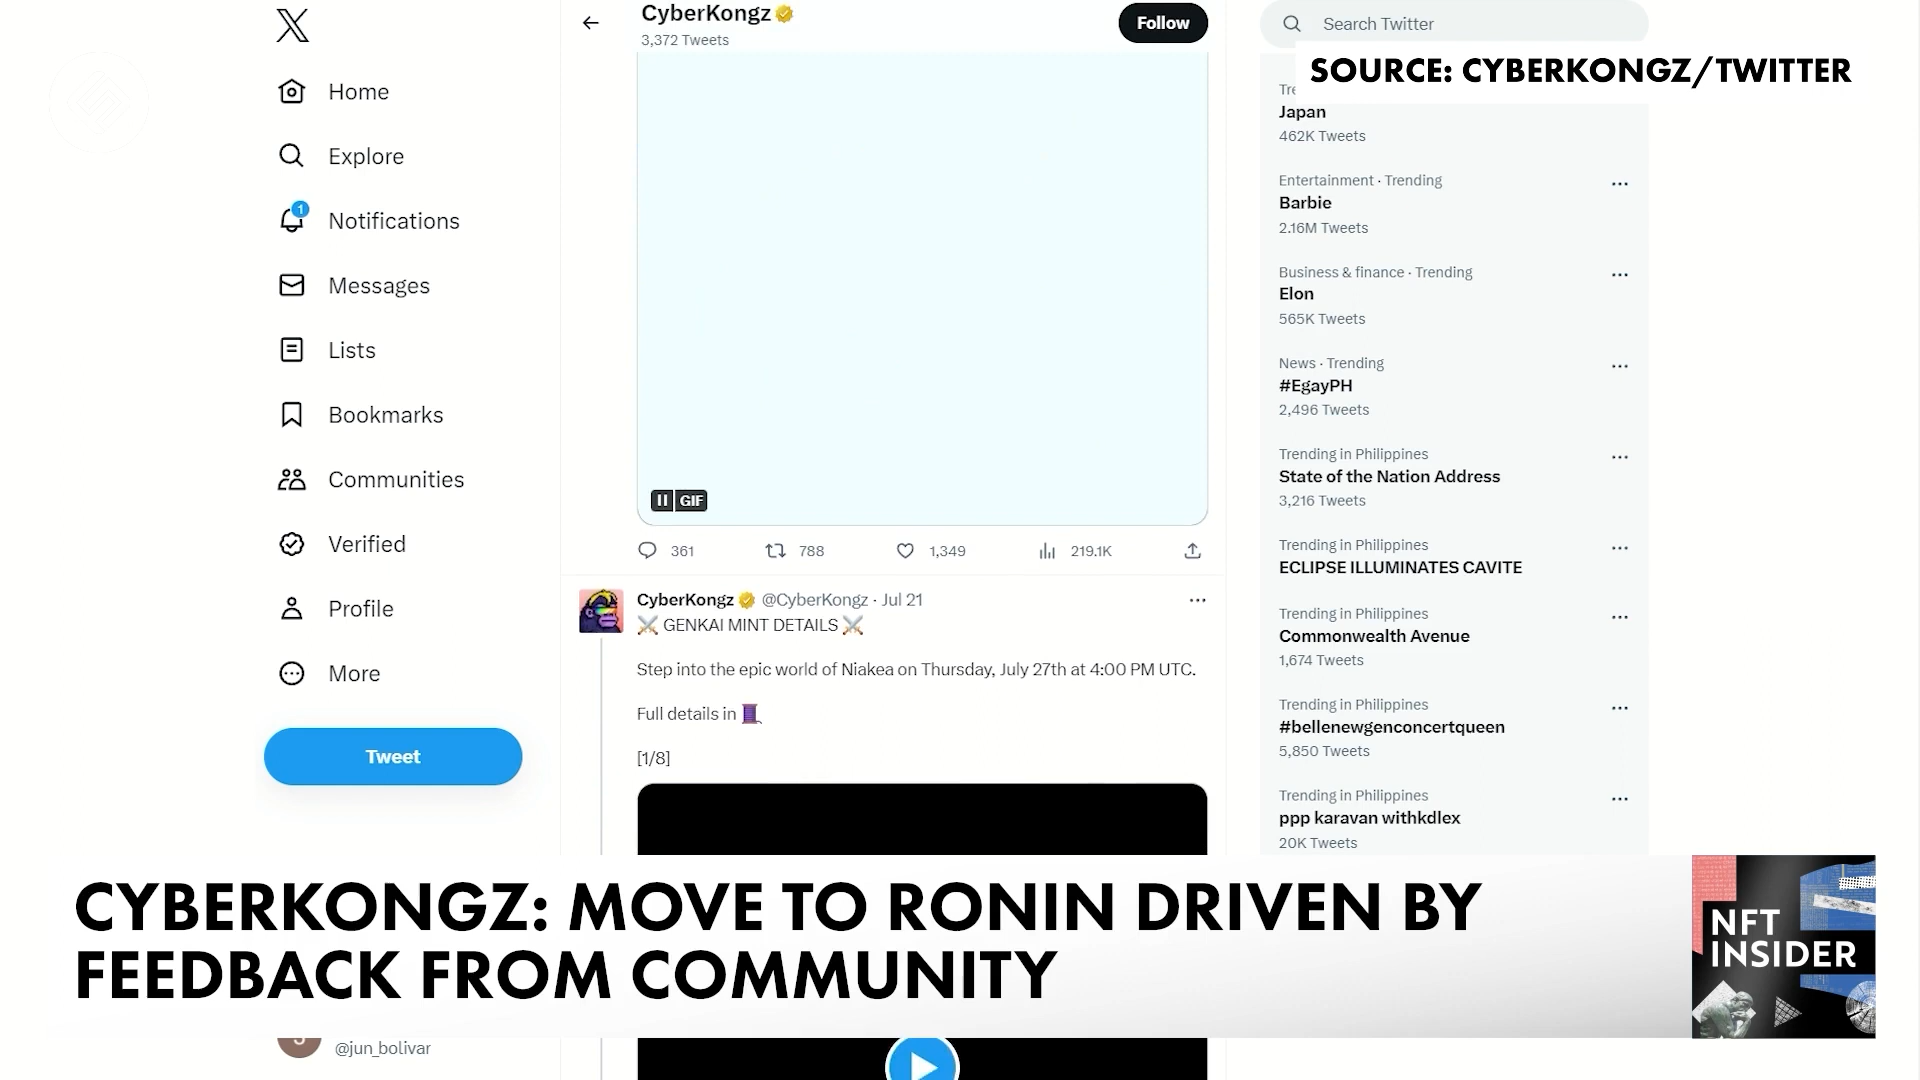 CyberKongz
3,372 Tweets
Follow
Search Twitter
SOURCE: CYBERKONGZ/TWITTER
Home
Explore
1
Notifications
Messages
Lists
Bookmarks
Communities
Verified
Profile
More
Tweet
@jun_bolivar
GIF
361
788
1,349
219.1K
CyberKongz @CyberKongz · Jul 21
GENKAI MINT DETAILS
Step into the epic world of Niakea on Thursday, July 27th at 4:00 PM UTC.
Full details in
[1/8]
Japan
462K Tweets
Entertainment · Trending
Barbie
2.16M Tweets
Business & finance · Trending
Elon
565K Tweets
News · Trending
#EgayPH
2,496 Tweets
Trending in Philippines
State of the Nation Address
3,216 Tweets
Trending in Philippines
ECLIPSE ILLUMINATES CAVITE
Trending in Philippines
Commonwealth Avenue
1,674 Tweets
Trending in Philippines
#bellenewgenconcertqueen
5,850 Tweets
Trending in Philippines
ppp karavan withkdlex
20K Tweets
CYBERKONGZ: MOVE TO RONIN DRIVEN BY
FEEDBACK FROM COMMUNITY
NFT
INSIDER